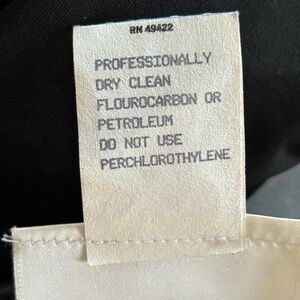 RN 49422
PROFESSIONALLY
DRY CLEAN
FLOUROCARBON OR
PETROLEUM
DO NOT USE
PERCHLOROTHYLENE